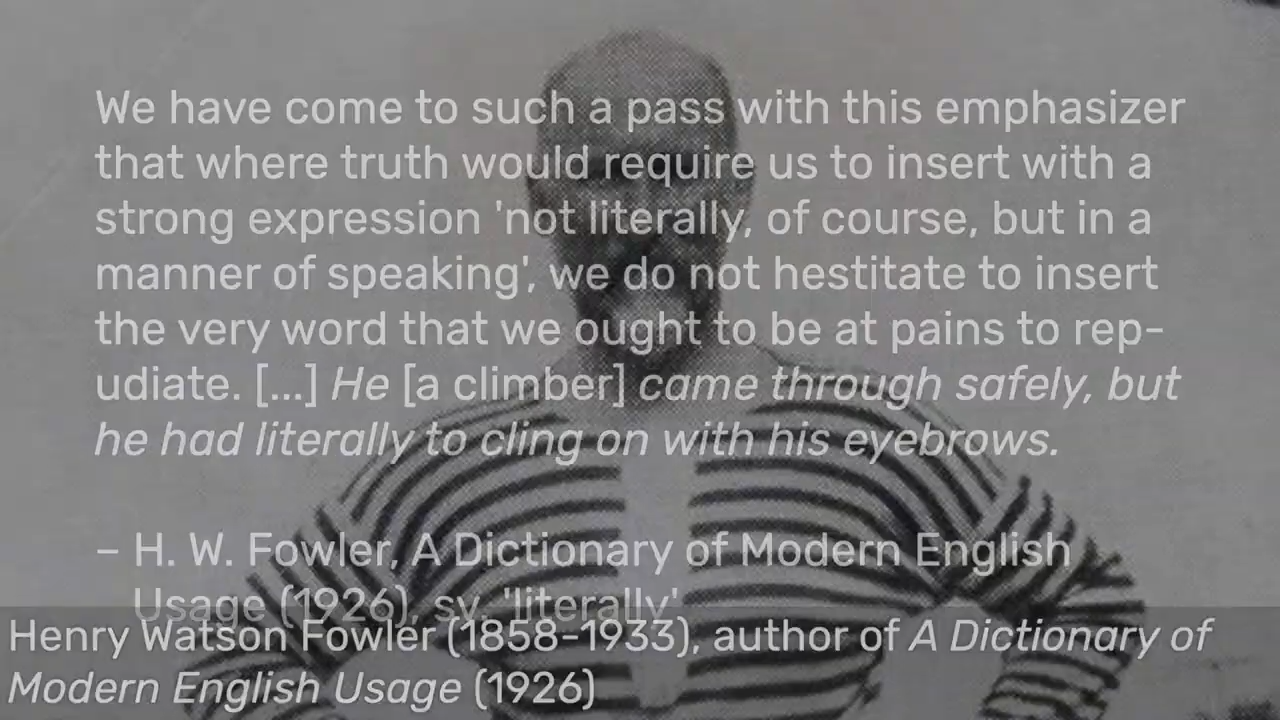 We have come to such a pass with this emphasizer
that where truth would require us to insert with a
strong expression 'not literally, of course, but in a
manner of speaking', we do not hestitate to insert
the very word that we ought to be at pains to rep-
udiate. [...] He [a climber] came through safely, but
he had literally to cling on with his eyebrows.
– H. W. Fowler, A Dictionary of Modern English
Usage (1926), sv. 'literally'
Henry Watson Fowler (1858-1933), author of A Dictionary of
Modern English Usage (1926)